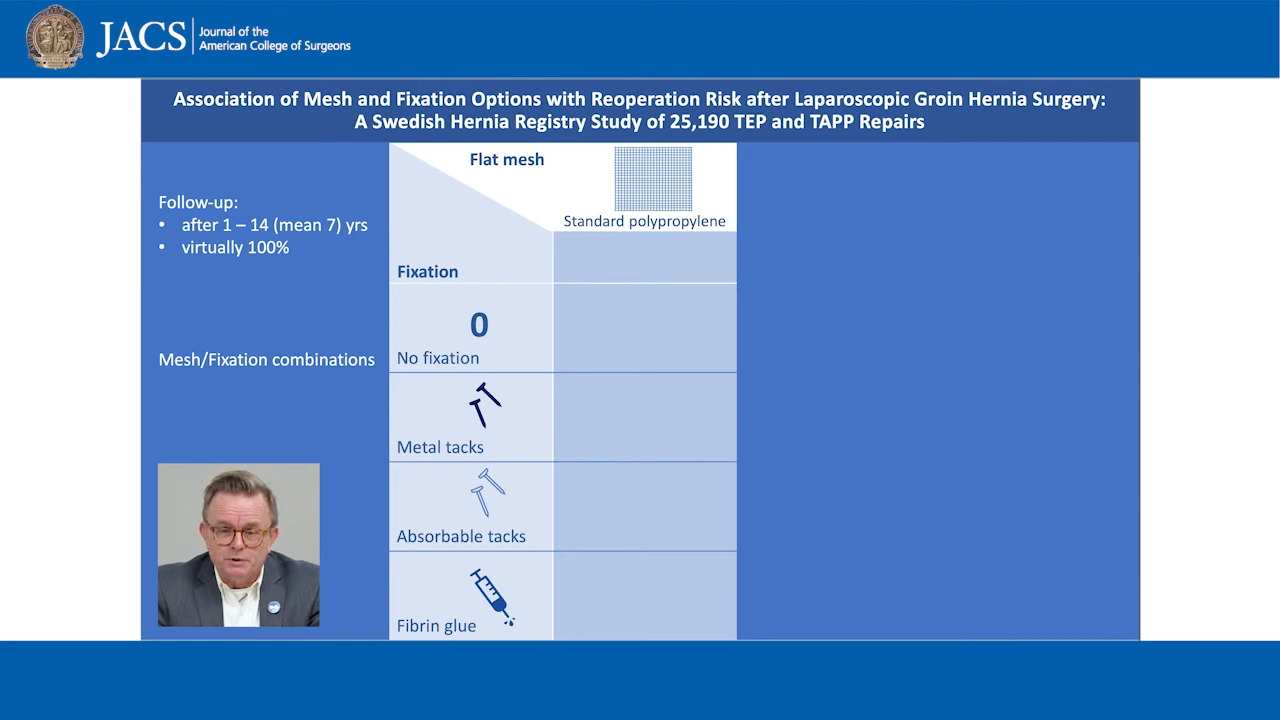 JACS
Journal of the
American College of Surgeons
Association of Mesh and Fixation Options with Reoperation Risk after Laparoscopic Groin Hernia Surgery:
A Swedish Hernia Registry Study of 25,190 TEP and TAPP Repairs
Follow-up:
• after 1 – 14 (mean 7) yrs
• virtually 100%
Mesh/Fixation combinations
Flat mesh
Standard polypropylene
Fixation
0
No fixation
Metal tacks
Absorbable tacks
Fibrin glue